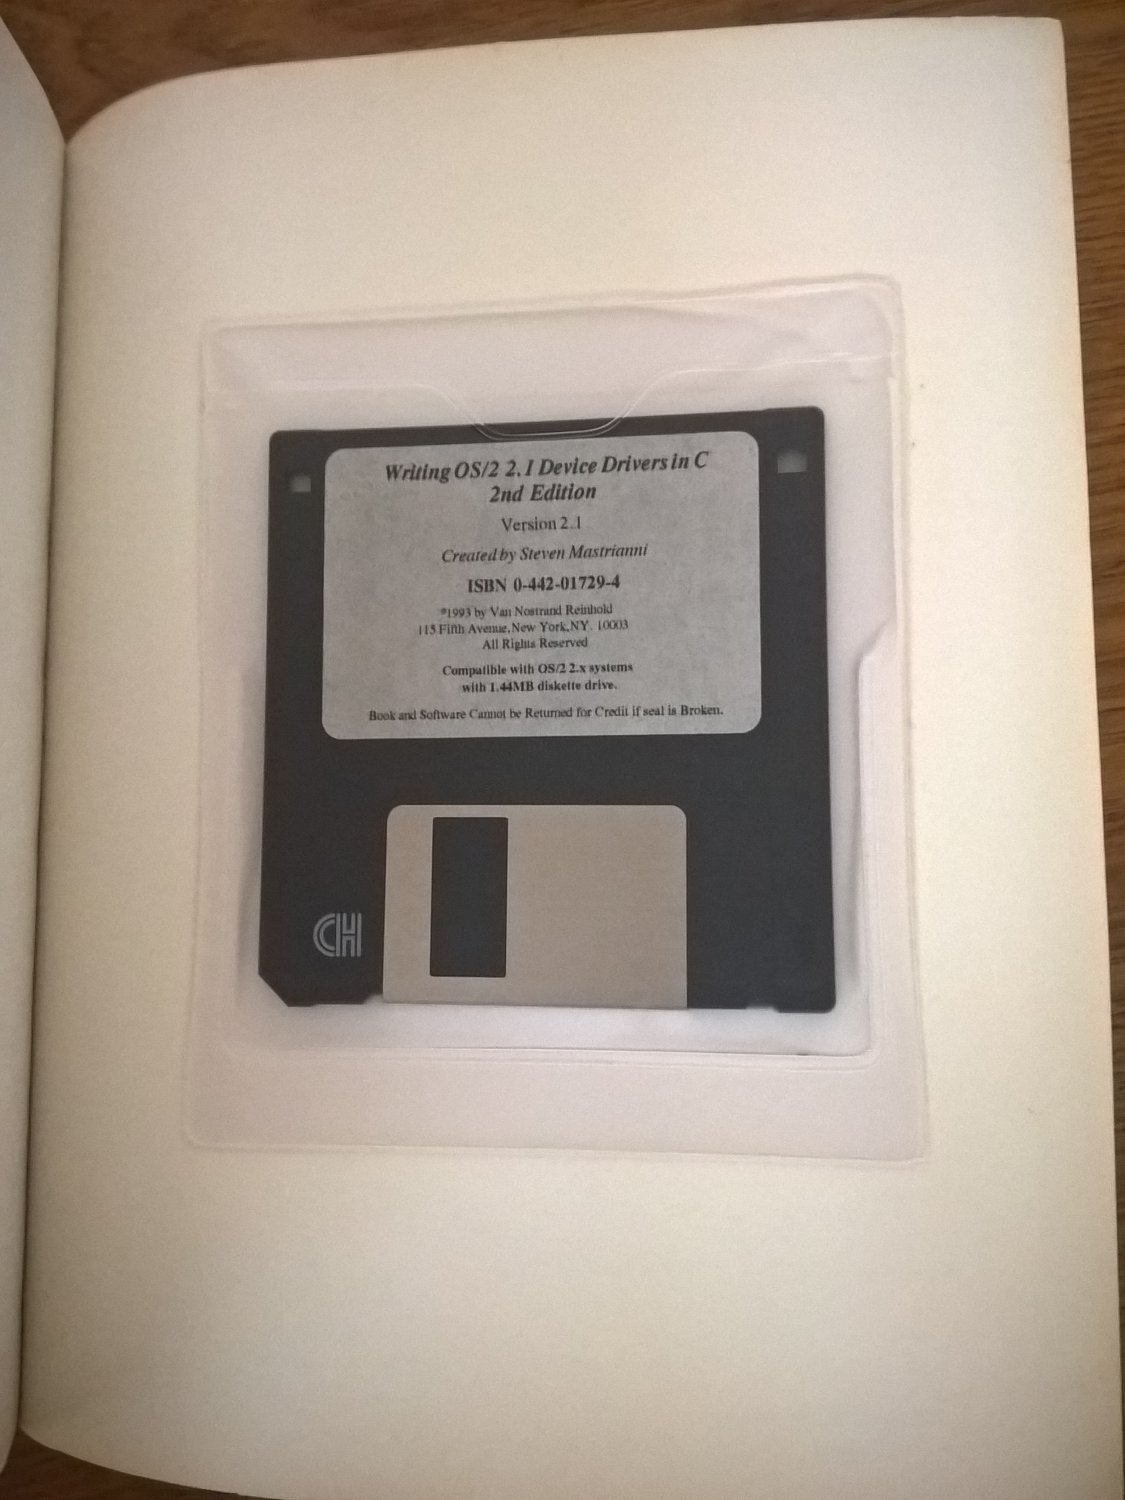 Writing OS/2 2.1 Device Drivers in C
2nd Edition
Version 2.1
Created by Steven Mastrianni
ISBN 0-442-01729-4
©1993 by Van Nostrand Reinhold
115 Fifth Avenue, New York, NY. 10003
All Rights Reserved
Compatible with OS/2 2.x systems
with 1.44MB diskette drive.
Book and Software Cannot be Returned for Credit if seal is Broken.
CH